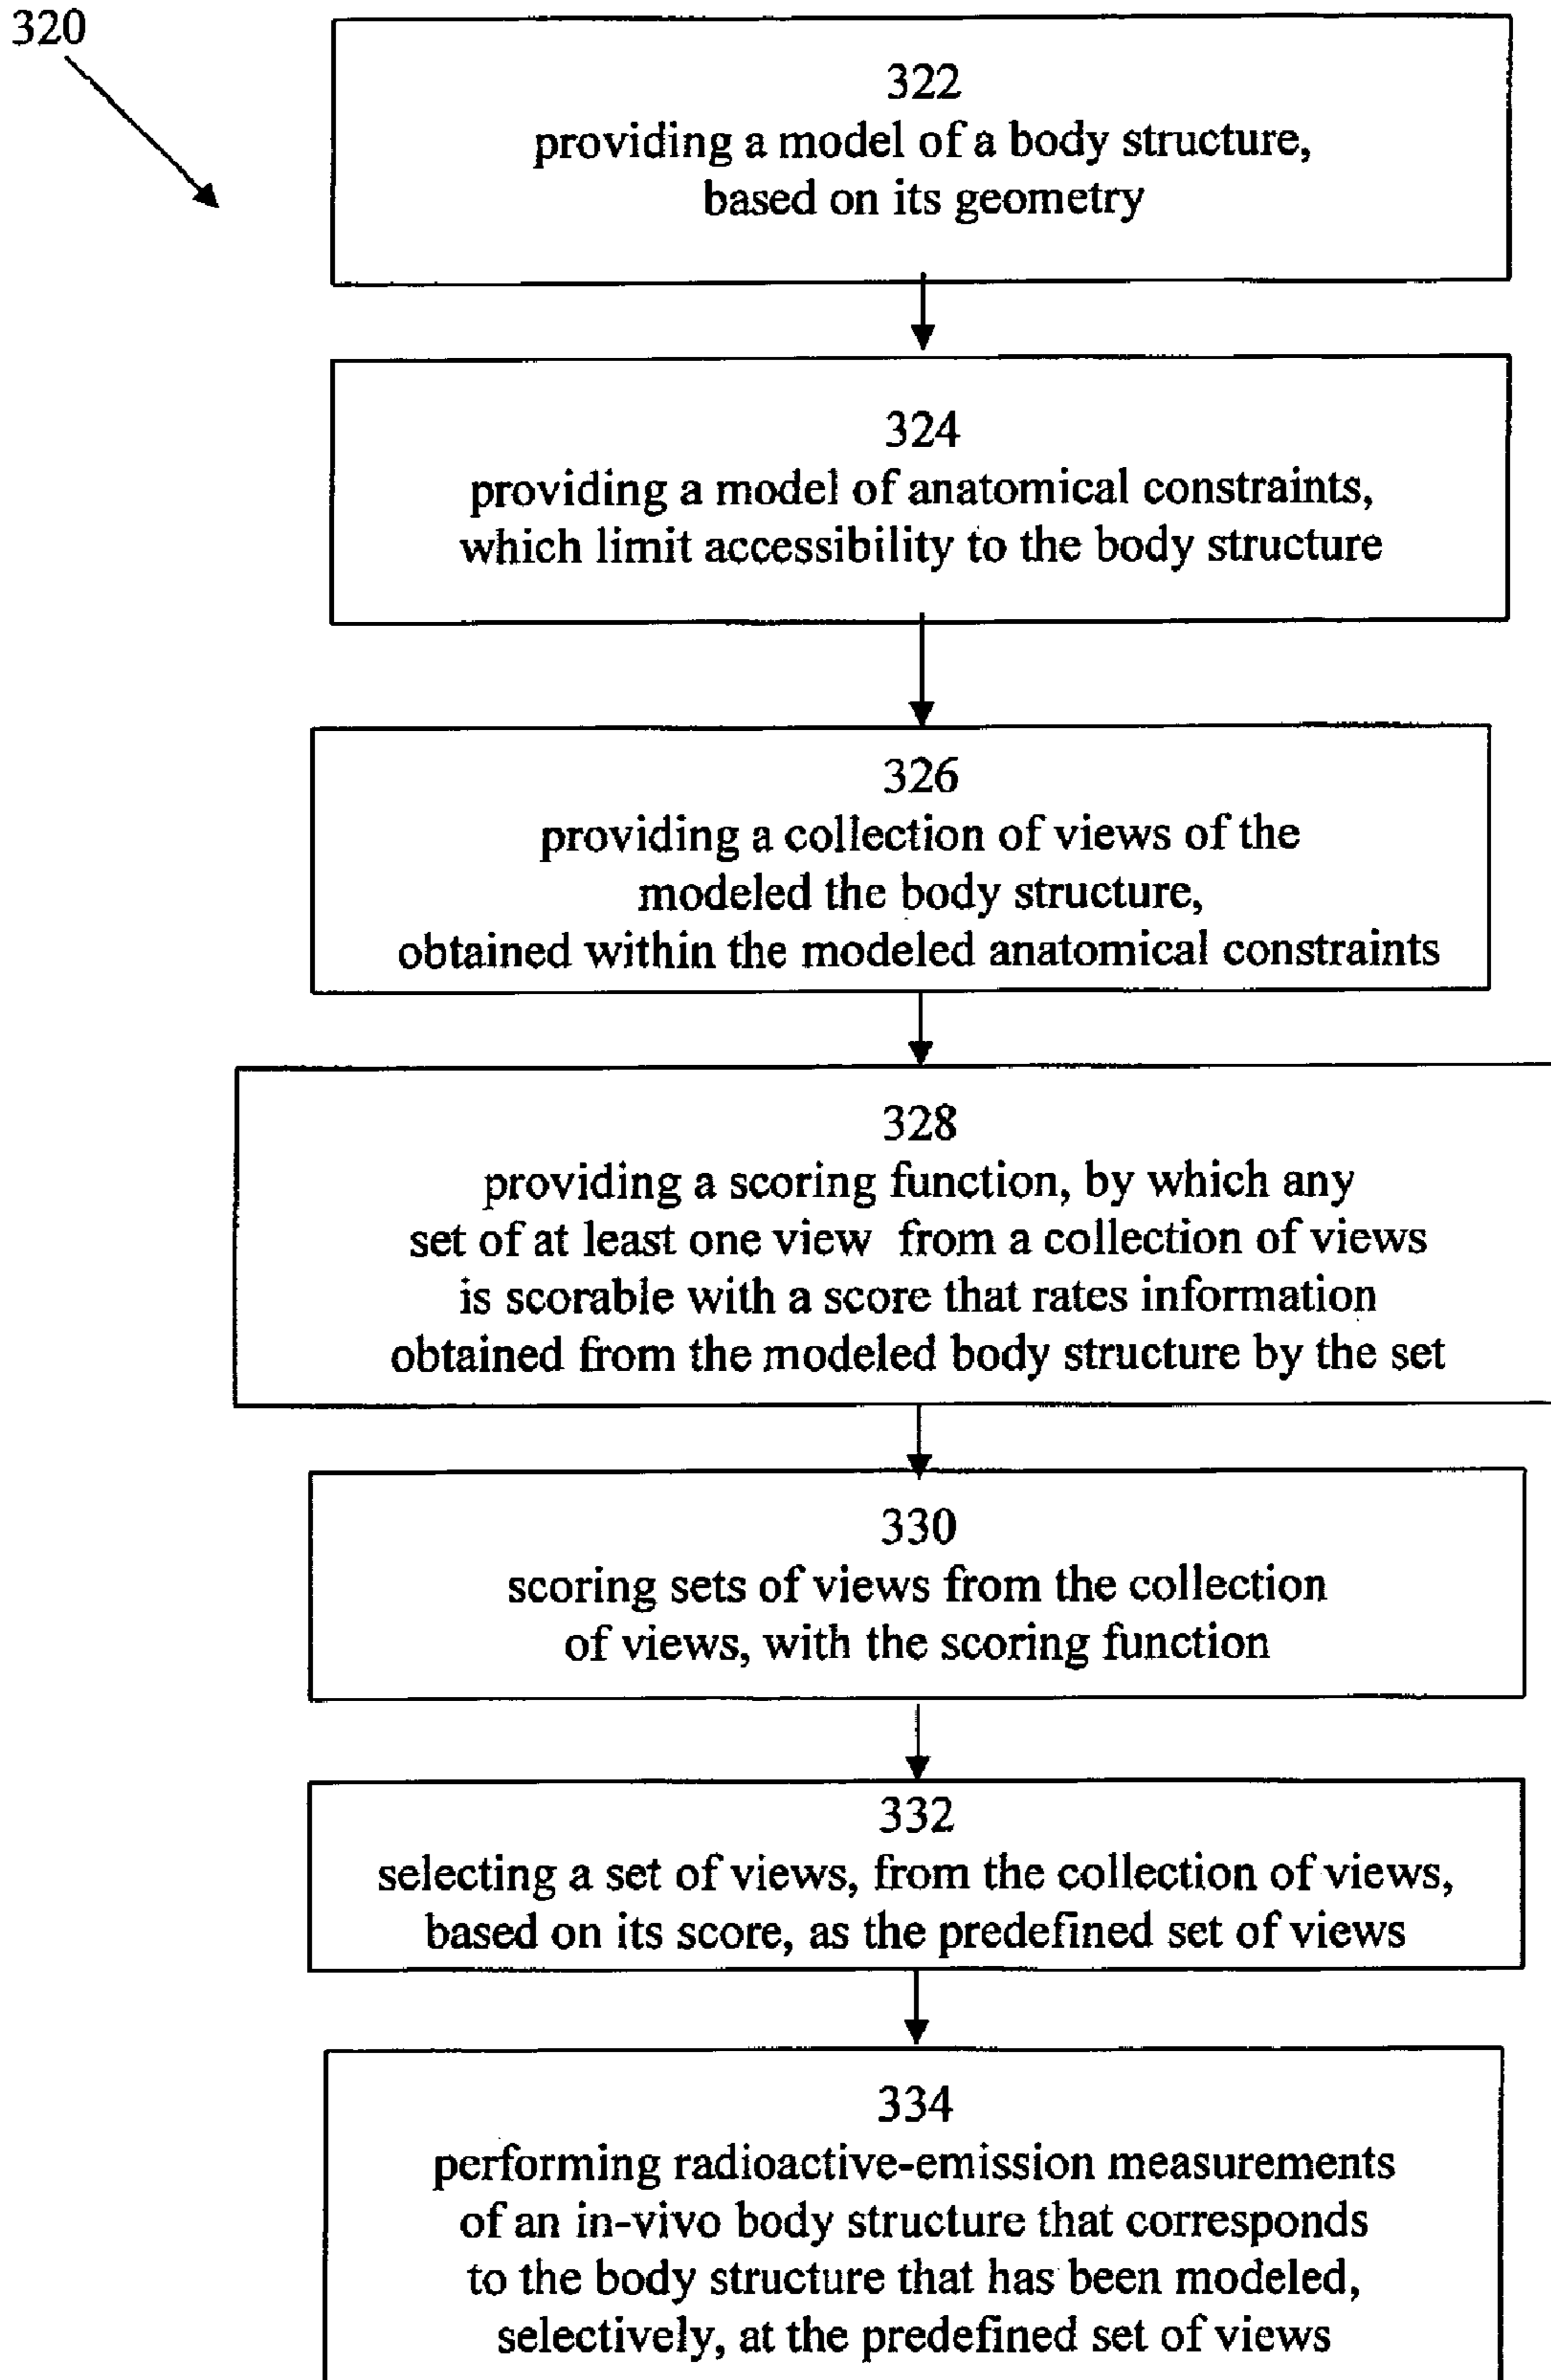 320
322
providing a model of a body structure,
based on its geometry
324
providing a model of anatomical constraints,
which limit accessibility to the body structure
326
providing a collection of views of the
modeled the body structure,
obtained within the modeled anatomical constraints
328
providing a scoring function, by which any
set of at least one view from a collection of views
is scorable with a score that rates information
obtained from the modeled body structure by the set
330
scoring sets of views from the collection
of views, with the scoring function
332
selecting a set of views, from the collection of views,
based on its score, as the predefined set of views
334
performing radioactive-emission measurements
of an in-vivo body structure that corresponds
to the body structure that has been modeled,
selectively, at the predefined set of views